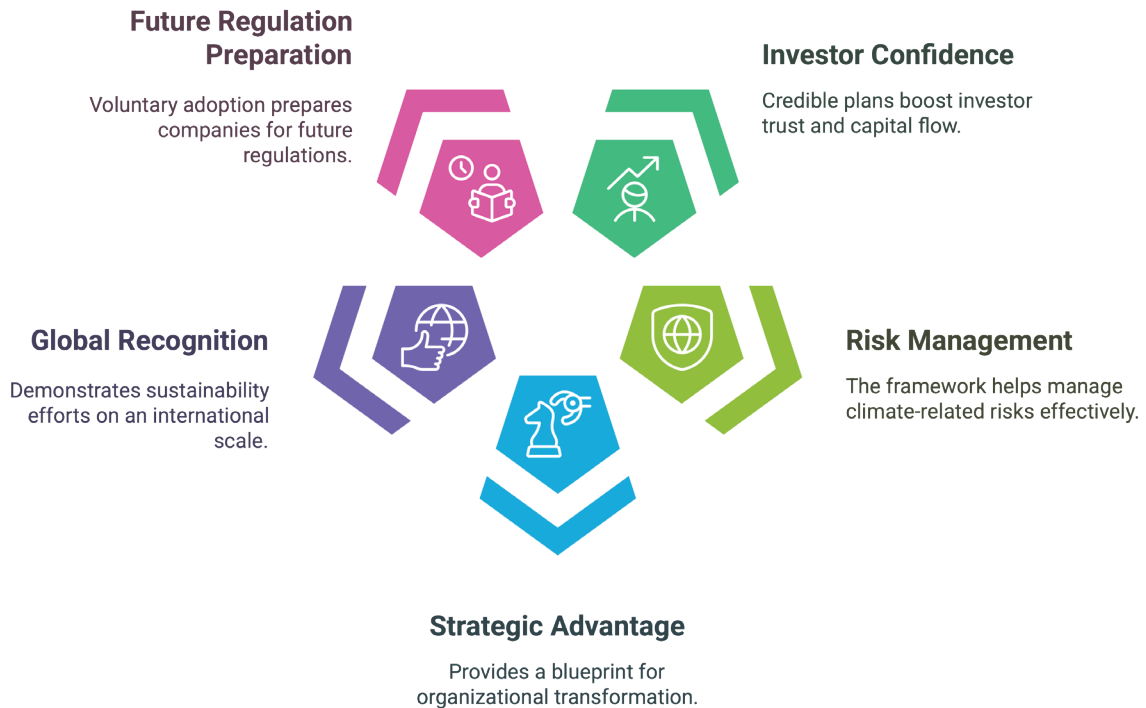 Future Regulation
Preparation
Voluntary adoption prepares
companies for future
regulations.
Investor Confidence
Credible plans boost investor
trust and capital flow.
Global Recognition
Demonstrates sustainability
efforts on an international
scale.
Risk Management
The framework helps manage
climate-related risks effectively.
Strategic Advantage
Provides a blueprint for
organizational transformation.